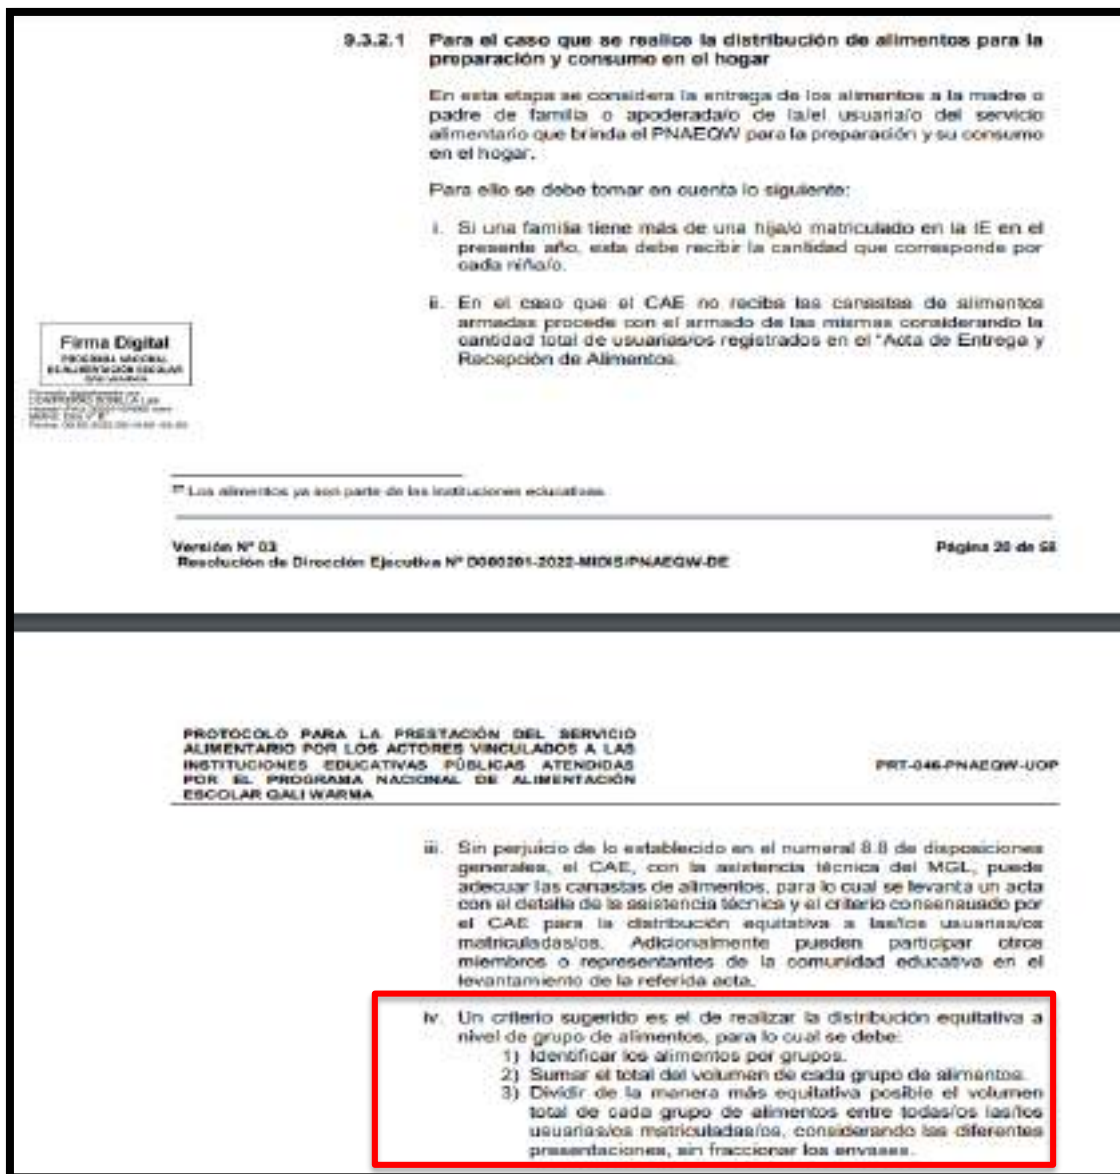 9.3.2.1 Para el caso que se realice la distribución de alimentos para la
preparación y consumo en el hogar
En esta etapa se considera la entrega de los alimentos a la madre o
padre de familia o apoderada/o de la/el usuaria/o del servicio
alimentario que brinda el PNAEQW para la preparación y su consumo
en el hogar.
Para ello se debe tomar en cuenta lo siguiente:
i. Si una familia tiene más de una hija/o matriculado en la IE en el
presente año, esta debe recibir la cantidad que corresponde por
cada niña/o.
ii. En el caso que el CAE no reciba las canastas de alimentos
armadas procede con el armado de las mismas considerando la
cantidad total de usuarias/os registrados en el "Acta de Entrega y
Recepción de Alimentos.
Firma Digital
PROGRAMA NACIONAL
DE ALIMENTACIÓN ESCOLAR
QALI WARMA
Los alimentos ya son parte de las instituciones educativas.
Versión N° 03
Página 20 de 58
Resolución de Dirección Ejecutiva N° D000201-2022-MIDIS/PNAEQW-DE
PROTOCOLO PARA LA PRESTACIÓN DEL SERVICIO
ALIMENTARIO POR LOS ACTORES VINCULADOS A LAS
INSTITUCIONES EDUCATIVAS PÚBLICAS ATENDIDAS
POR EL PROGRAMA NACIONAL DE ALIMENTACIÓN
ESCOLAR QALI WARMA
PRT-046-PNAEQW-UOP
iii. Sin perjuicio de lo establecido en el numeral 8.8 de disposiciones
generales, el CAE, con la asistencia técnica del MGL, puede
adecuar las canastas de alimentos, para lo cual se levanta un acta
con el detalle de la asistencia técnica y el criterio consensuado por
el CAE para la distribución equitativa a las/los usuarias/os
matriculadas/os. Adicionalmente pueden participar otros
miembros o representantes de la comunidad educativa en el
levantamiento de la referida acta.
iv. Un criterio sugerido es el de realizar la distribución equitativa a
nivel de grupo de alimentos, para lo cual se debe:
1) Identificar los alimentos por grupos.
2) Sumar el total del volumen de cada grupo de alimentos.
3) Dividir de la manera más equitativa posible el volumen
total de cada grupo de alimentos entre todas/os las/los
usuarias/os matriculadas/os, considerando las diferentes
presentaciones, sin fraccionar los envases.